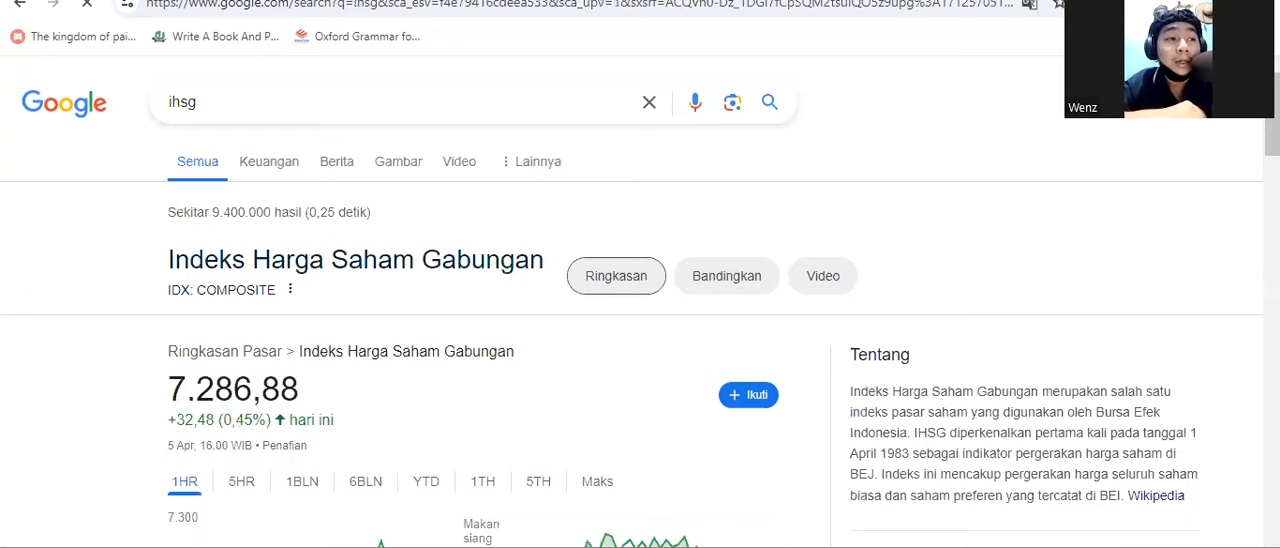 The kingdom of pai...
Write A Book And P...
Oxford Grammar fo...
Google
ihsg
Wenz
Semua
Keuangan
Berita
Gambar
Video
Lainnya
Sekitar 9.400.000 hasil (0,25 detik)
Indeks Harga Saham Gabungan
IDX: COMPOSITE
Ringkasan
Bandingkan
Video
Ringkasan Pasar > Indeks Harga Saham Gabungan
7.286,88
+32,48 (0,45%) hari ini
5 Apr, 16.00 WIB • Penafian
+ Ikuti
1HR
5HR
1BLN
6BLN
YTD
1TH
5TH
Maks
7.300
Makan
siang
Tentang
Indeks Harga Saham Gabungan merupakan salah satu
indeks pasar saham yang digunakan oleh Bursa Efek
Indonesia. IHSG diperkenalkan pertama kali pada tanggal 1
April 1983 sebagai indikator pergerakan harga saham di
BEJ. Indeks ini mencakup pergerakan harga seluruh saham
biasa dan saham preferen yang tercatat di BEI. Wikipedia